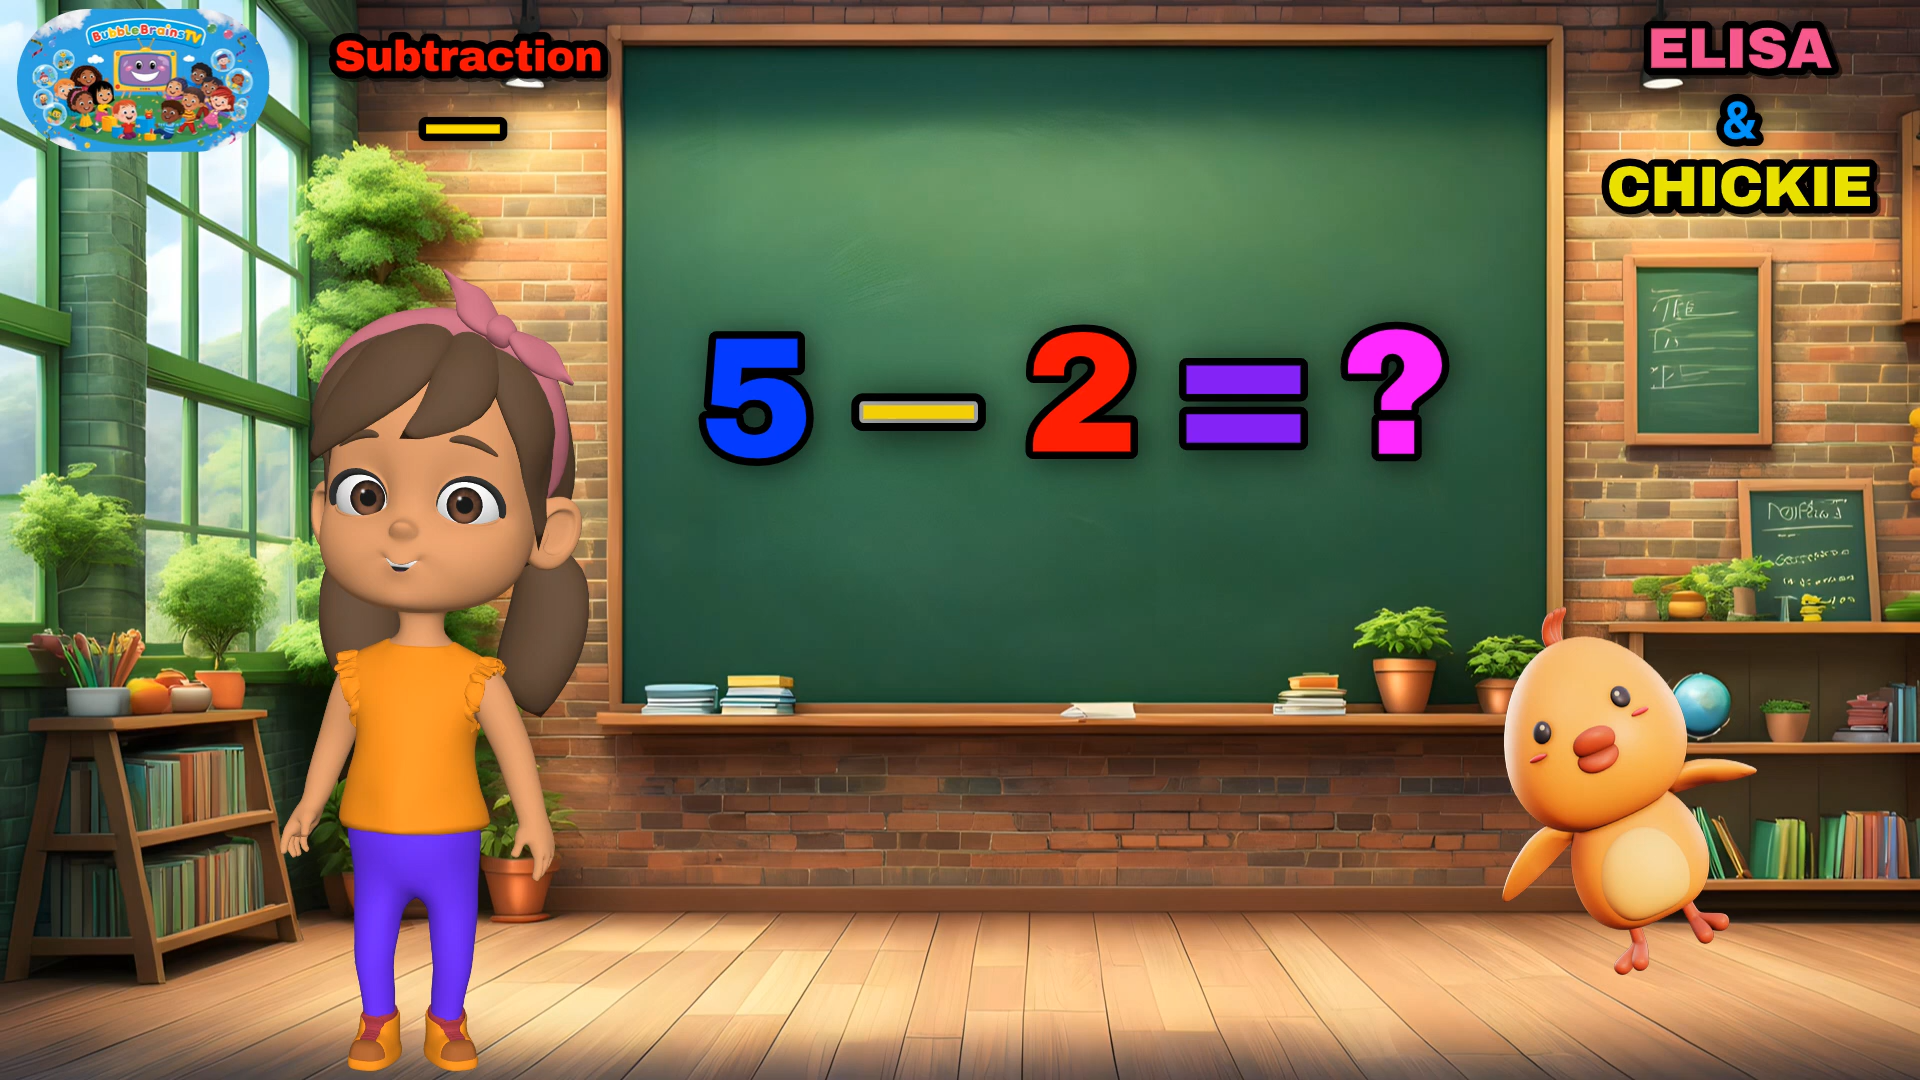 BubbleBrainsTV
Subtraction
−
ELISA
&
CHICKIE
5 − 2 = ?